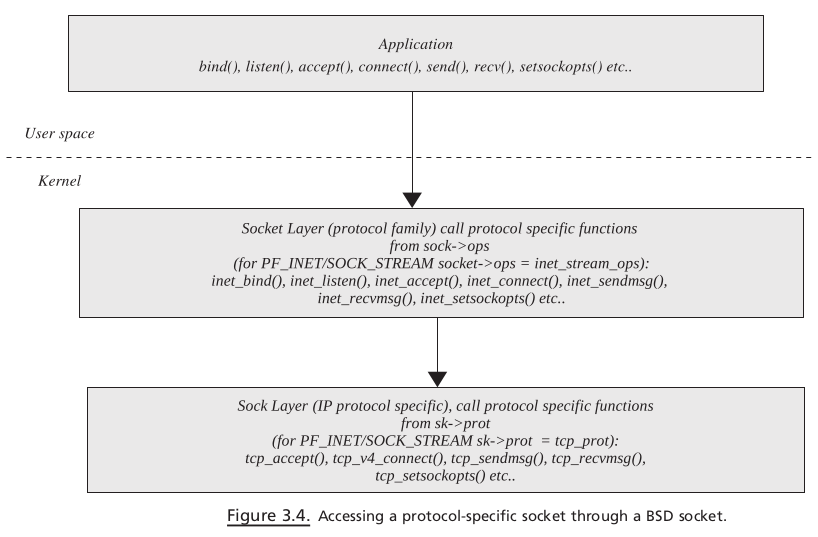 Application
bind(), listen(), accept(), connect(), send(), recv(), setsockopts() etc..
User space
Kernel
Socket Layer (protocol family) call protocol specific functions
from sock->ops
(for PF_INET/SOCK_STREAM socket->ops = inet_stream_ops):
inet_bind(), inet_listen(), inet_accept(), inet_connect(), inet_sendmsg(),
inet_recvmsg(), inet_setsockopts() etc..
Sock Layer (IP protocol specific), call protocol specific functions
from sk->prot
(for PF_INET/SOCK_STREAM sk->prot = tcp_prot):
tcp_accept(), tcp_v4_connect(), tcp_sendmsg(), tcp_recvmsg(),
tcp_setsockopts() etc..
Figure 3.4. Accessing a protocol-specific socket through a BSD socket.